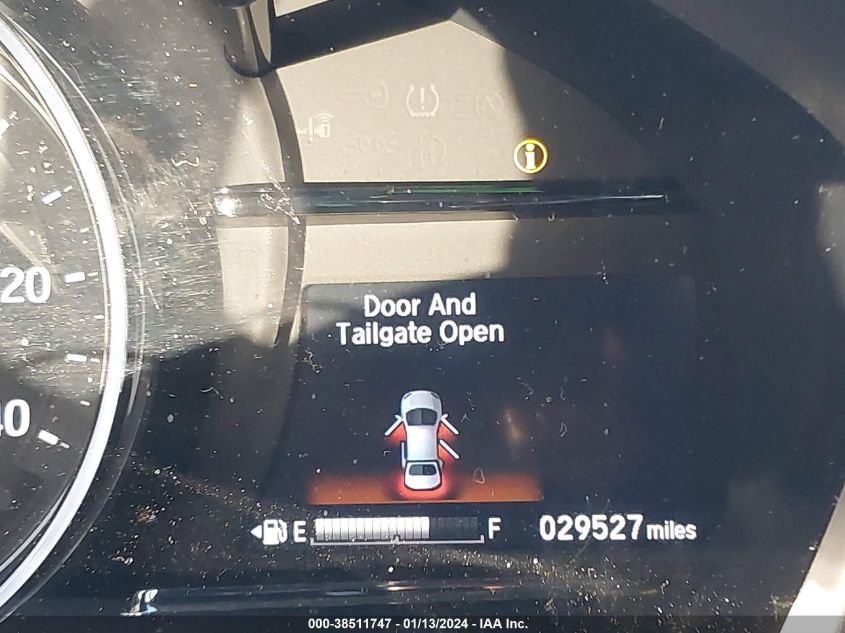 i
20
Door And
Tailgate Open
40
E F 029527 miles
000-38511747 - 01/13/2024 - IAA Inc.